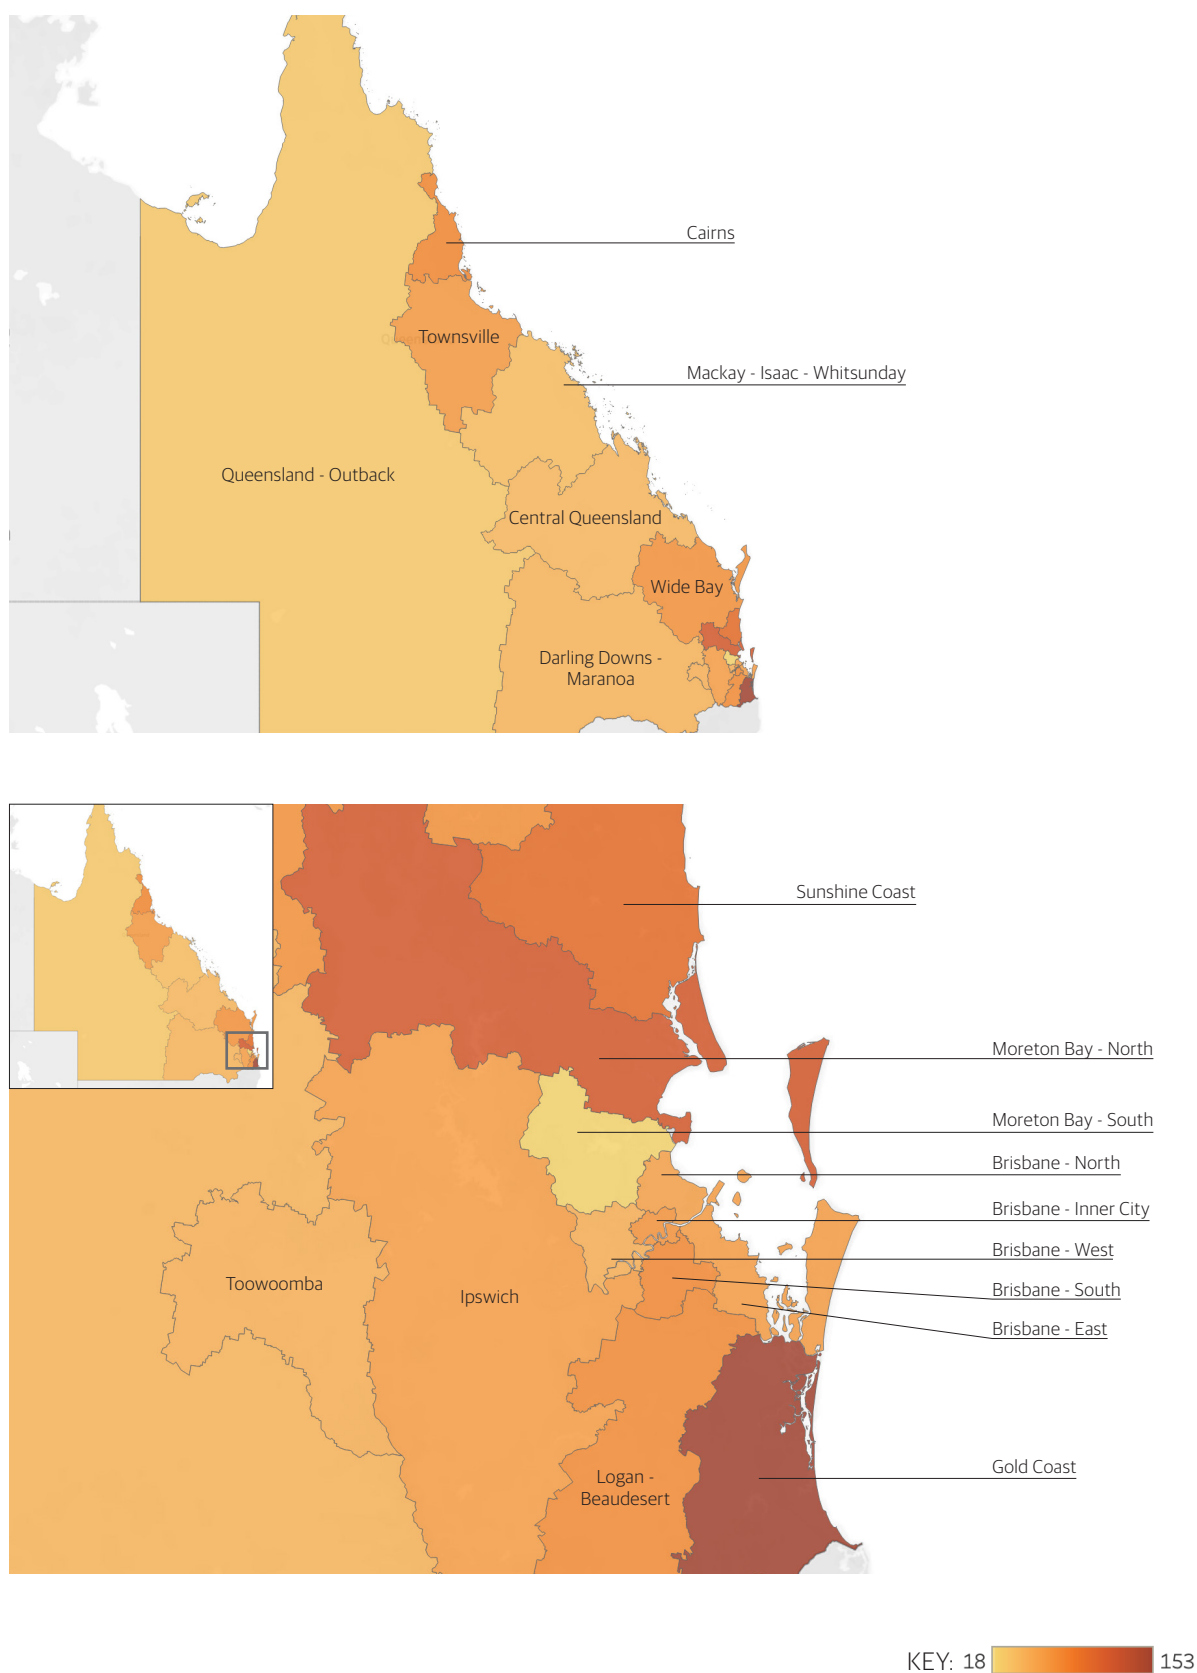 Cairns
Townsville
Mackay - Isaac - Whitsunday
Queensland - Outback
Central Queensland
Wide Bay
Darling Downs -
Maranoa
Sunshine Coast
Moreton Bay - North
Moreton Bay - South
Brisbane - North
Brisbane - Inner City
Brisbane - West
Toowoomba
Ipswich
Brisbane - South
Brisbane - East
Gold Coast
Logan -
Beaudesert
KEY: 18 153